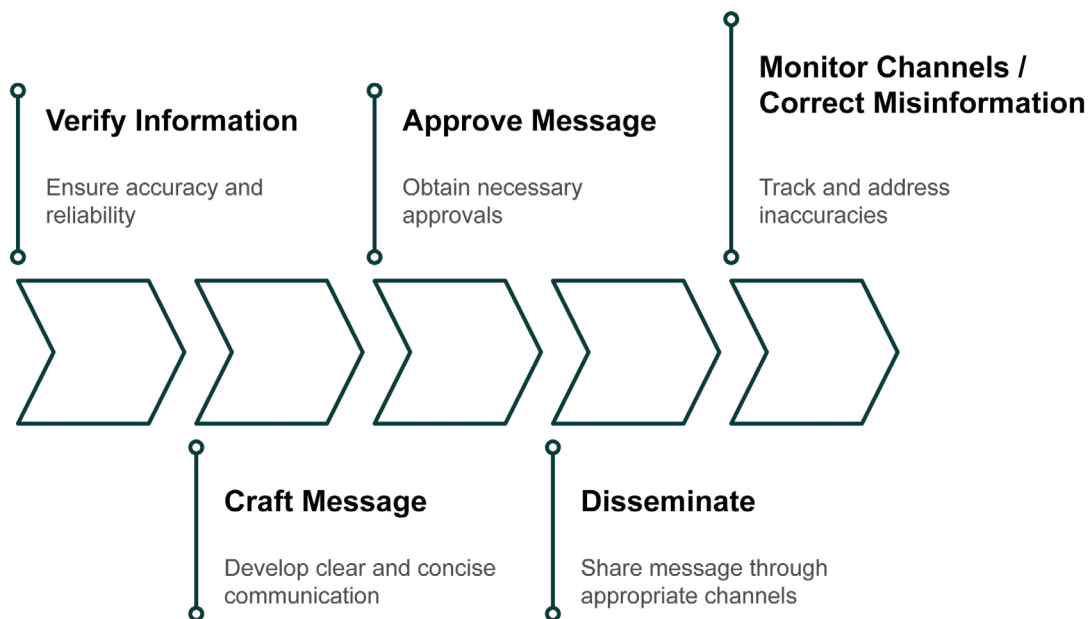 Verify Information
Ensure accuracy and
reliability
Craft Message
Develop clear and concise
communication
Approve Message
Obtain necessary
approvals
Disseminate
Share message through
appropriate channels
Monitor Channels /
Correct Misinformation
Track and address
inaccuracies